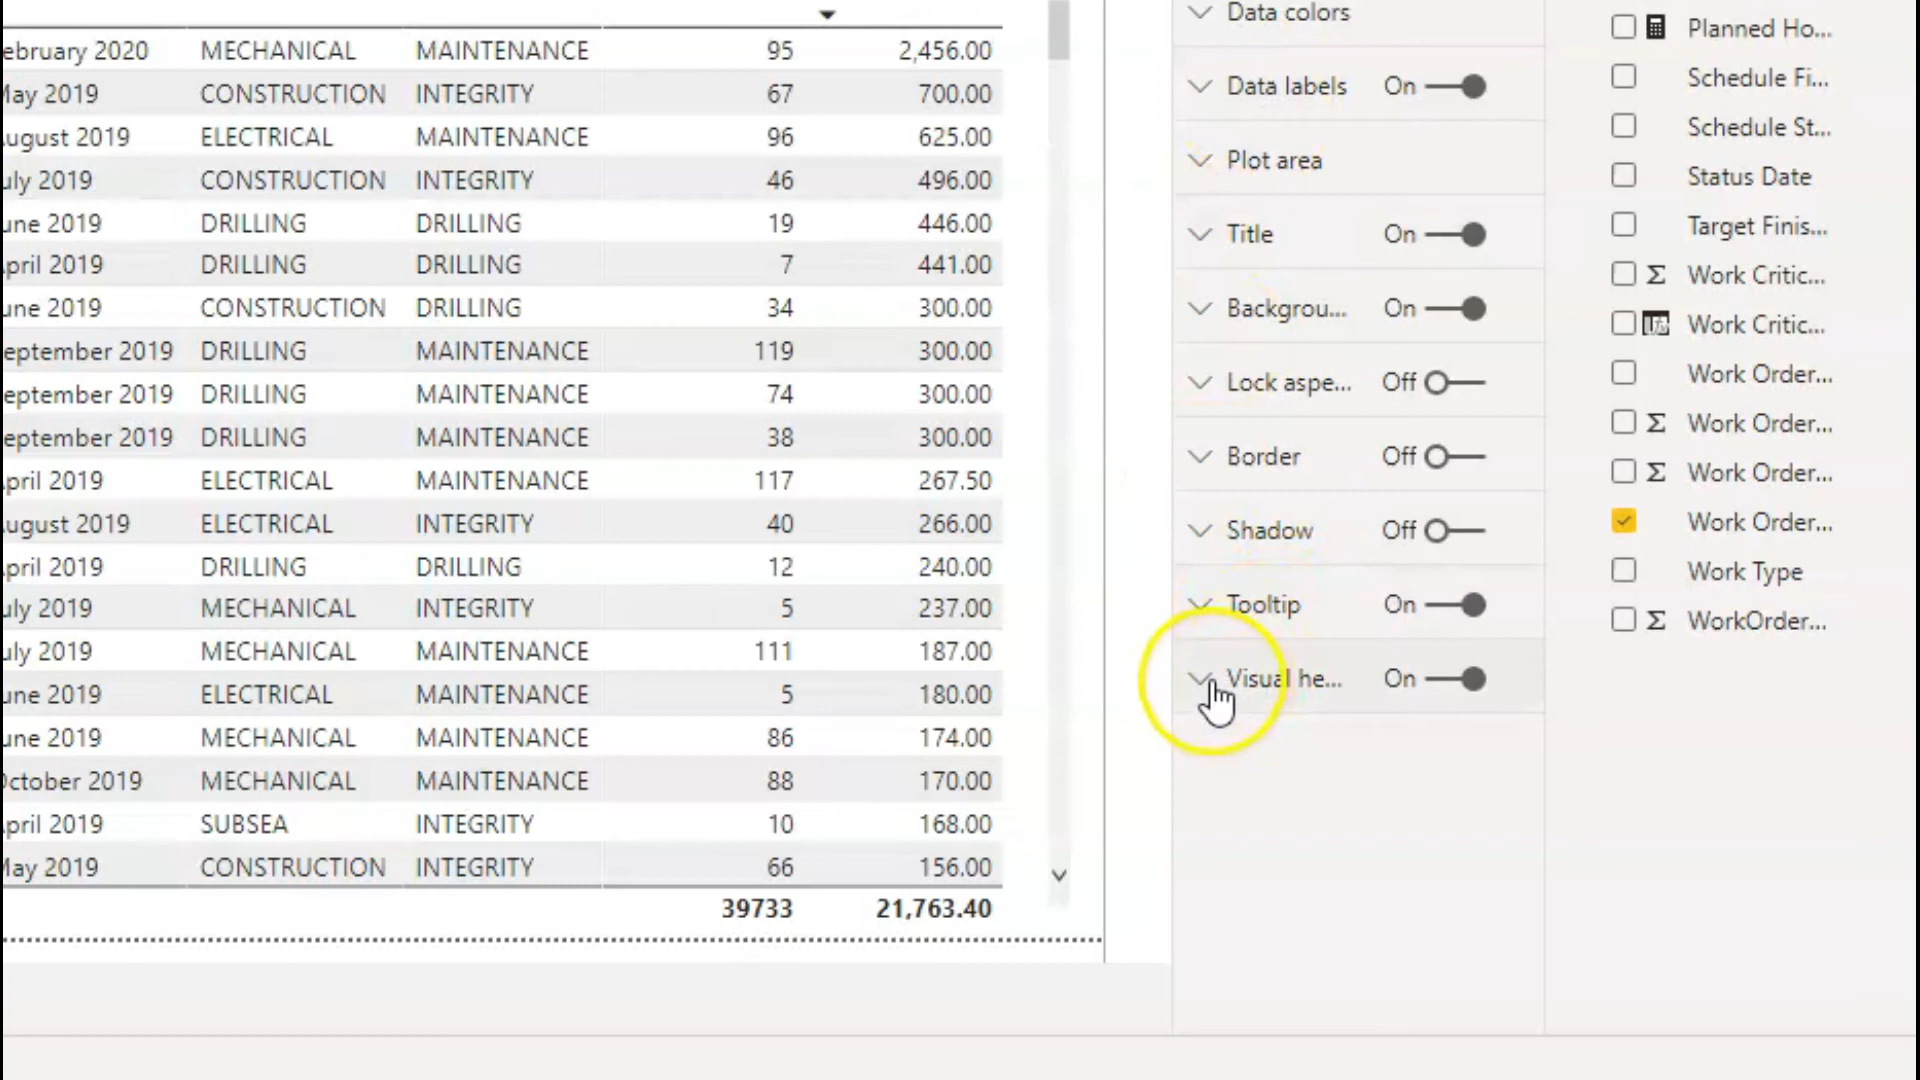 ebruary 2020 MECHANICAL MAINTENANCE 95 2,456.00
May 2019 CONSTRUCTION INTEGRITY 67 700.00
ugust 2019 ELECTRICAL MAINTENANCE 96 625.00
uly 2019 CONSTRUCTION INTEGRITY 46 496.00
une 2019 DRILLING DRILLING 19 446.00
pril 2019 DRILLING DRILLING 7 441.00
une 2019 CONSTRUCTION DRILLING 34 300.00
eptember 2019 DRILLING MAINTENANCE 119 300.00
eptember 2019 DRILLING MAINTENANCE 74 300.00
eptember 2019 DRILLING MAINTENANCE 38 300.00
pril 2019 ELECTRICAL MAINTENANCE 117 267.50
ugust 2019 ELECTRICAL INTEGRITY 40 266.00
pril 2019 DRILLING DRILLING 12 240.00
uly 2019 MECHANICAL INTEGRITY 5 237.00
uly 2019 MECHANICAL MAINTENANCE 111 187.00
une 2019 ELECTRICAL MAINTENANCE 5 180.00
une 2019 MECHANICAL MAINTENANCE 86 174.00
October 2019 MECHANICAL MAINTENANCE 88 170.00
pril 2019 SUBSEA INTEGRITY 10 168.00
May 2019 CONSTRUCTION INTEGRITY 66 156.00
39733 21,763.40
Data colors
Data labels On
Plot area
Title On
Backgrou... On
Lock aspe... Off
Border Off
Shadow Off
Tooltip On
Visual he... On
Planned Ho...
Schedule Fi...
Schedule St...
Status Date
Target Finis...
Σ Work Critic...
Work Critic...
Work Order...
Σ Work Order...
Σ Work Order...
Work Order...
Work Type
Σ WorkOrder...